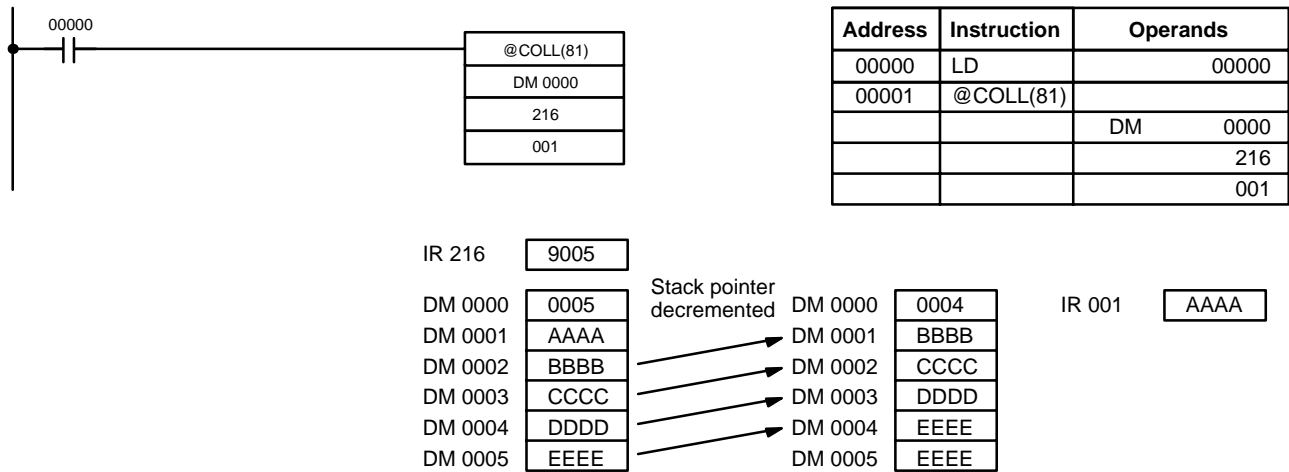 00000
@COLL(81)
DM 0000
216
001
Address Instruction Operands
00000 LD 00000
00001 @COLL(81)
DM 0000
216
001
IR 216 9005
Stack pointer
decremented
DM 0000 0005 DM 0000 0004 IR 001 AAAA
DM 0001 AAAA DM 0001 BBBB
DM 0002 BBBB DM 0002 CCCC
DM 0003 CCCC DM 0003 DDDD
DM 0004 DDDD DM 0004 EEEE
DM 0005 EEEE DM 0005 EEEE